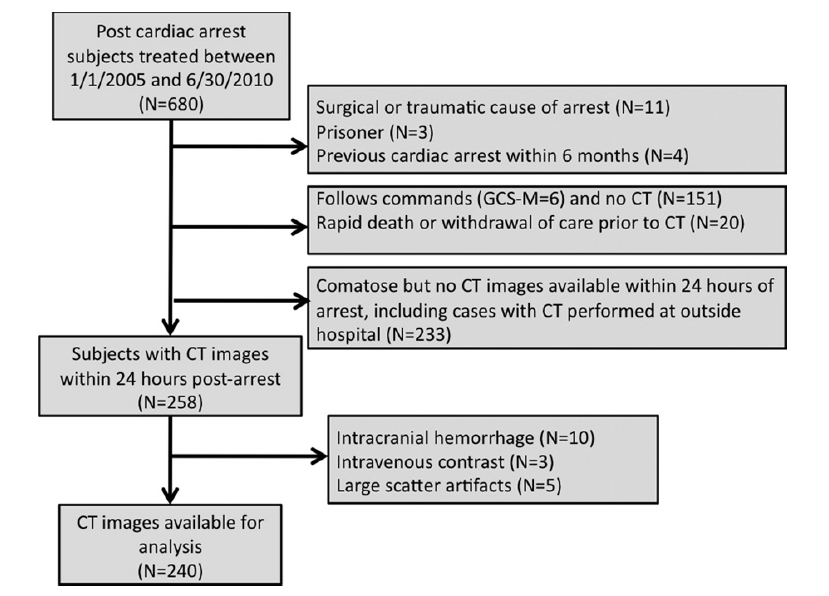 Post cardiac arrest
subjects treated between
1/1/2005 and 6/30/2010
(N=680)
Surgical or traumatic cause of arrest (N=11)
Prisoner (N=3)
Previous cardiac arrest within 6 months (N=4)
Follows commands (GCS-M=6) and no CT (N=151)
Rapid death or withdrawal of care prior to CT (N=20)
Comatose but no CT images available within 24 hours of
arrest, including cases with CT performed at outside
hospital (N=233)
Subjects with CT images
within 24 hours post-arrest
(N=258)
Intracranial hemorrhage (N=10)
Intravenous contrast (N=3)
Large scatter artifacts (N=5)
CT images available for
analysis
(N=240)